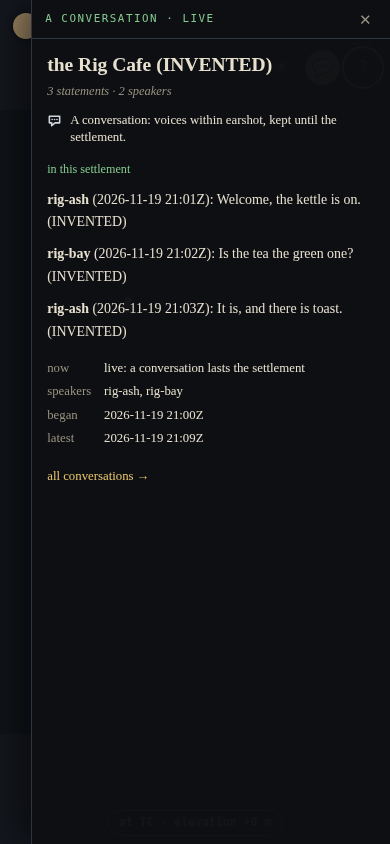 A CONVERSATION · LIVE
the Rig Cafe (INVENTED)
3 statements · 2 speakers
A conversation: voices within earshot, kept until the
settlement.
in this settlement
rig-ash (2026-11-19 21:01Z): Welcome, the kettle is on.
(INVENTED)
rig-bay (2026-11-19 21:02Z): Is the tea the green one?
(INVENTED)
rig-ash (2026-11-19 21:03Z): It is, and there is toast.
(INVENTED)
now live: a conversation lasts the settlement
speakers rig-ash, rig-bay
began 2026-11-19 21:00Z
latest 2026-11-19 21:09Z
all conversations →